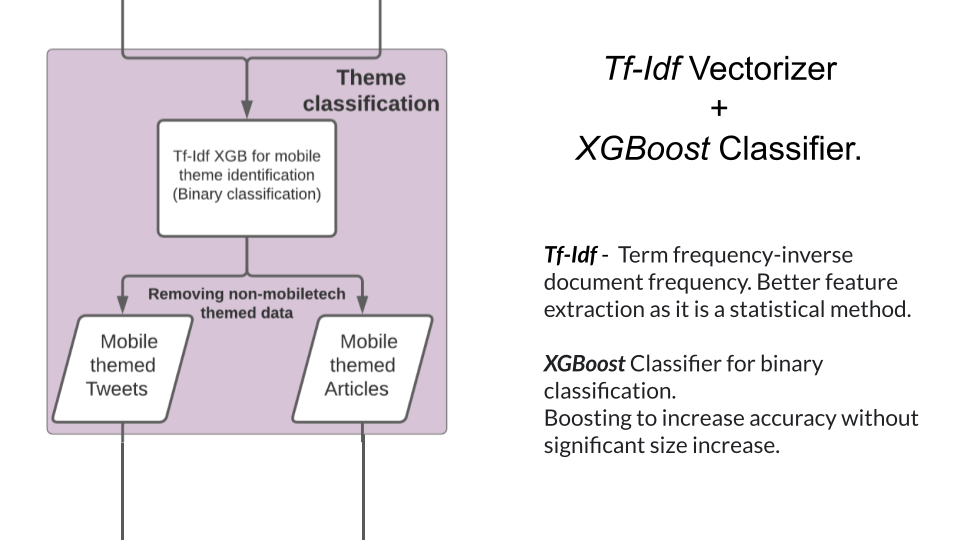 Theme
classification
Tf-Idf XGB for mobile
theme identification
(Binary classification)
Removing non-mobiletech
themed data
Mobile
themed
Tweets
Mobile
themed
Articles
Tf-Idf Vectorizer
+
XGBoost Classifier.
Tf-Idf - Term frequency-inverse
document frequency. Better feature
extraction as it is a statistical method.
XGBoost Classifier for binary
classification.
Boosting to increase accuracy without
significant size increase.